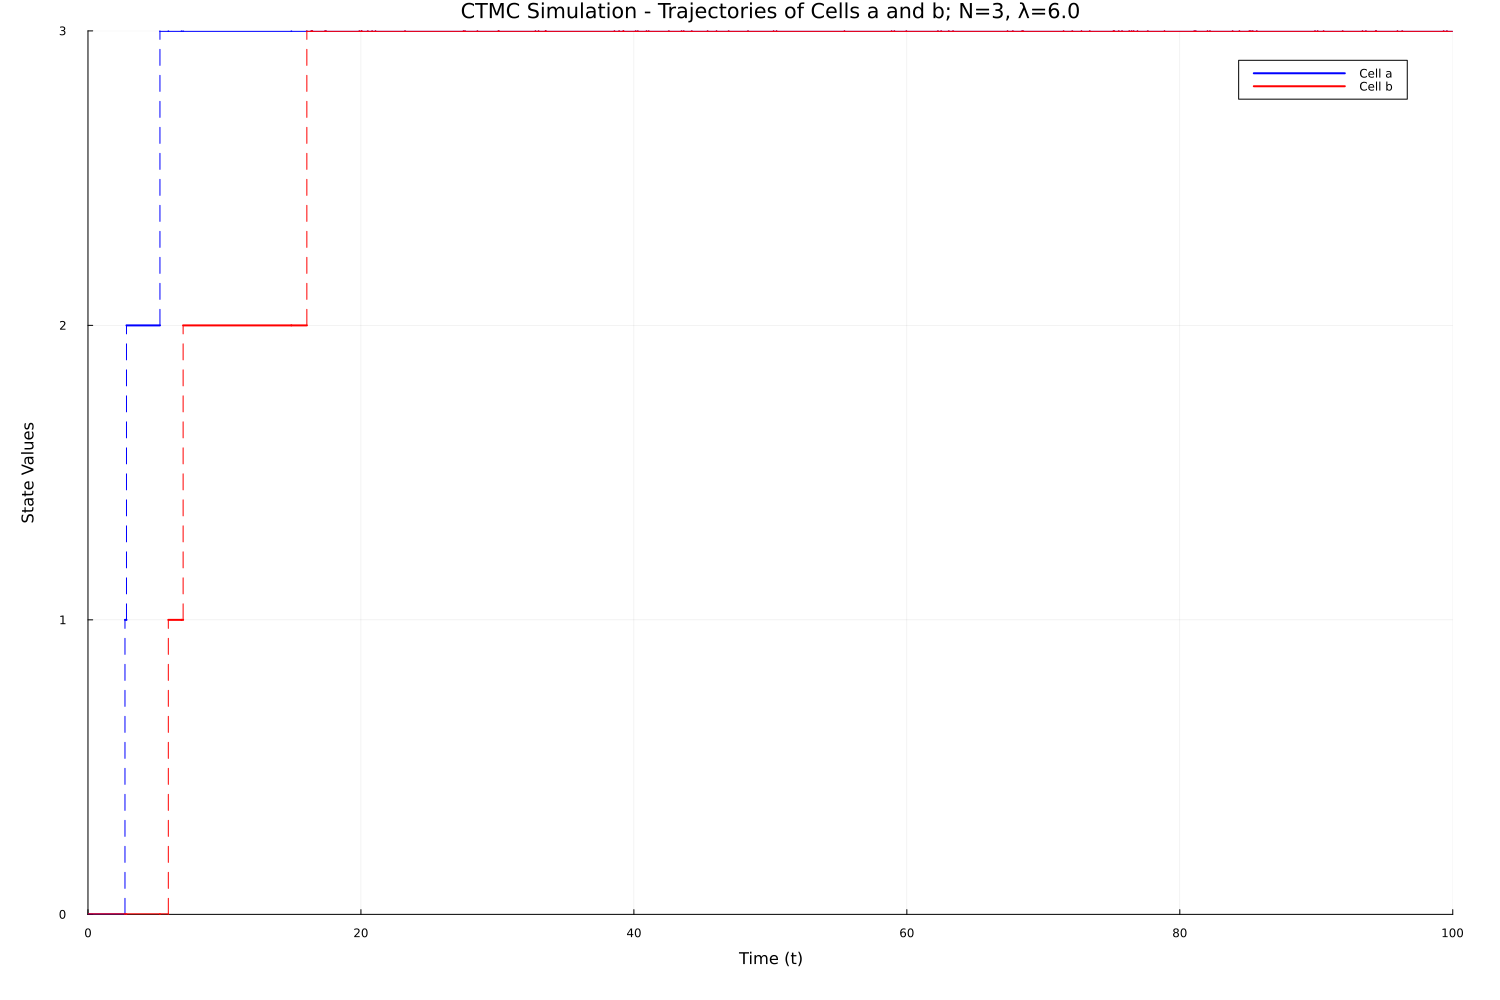 CTMC Simulation - Trajectories of Cells a and b; N=3, λ=6.0
3
Cell a
Cell b
2
State Values
1
0
0 20 40 60 80 100
Time (t)